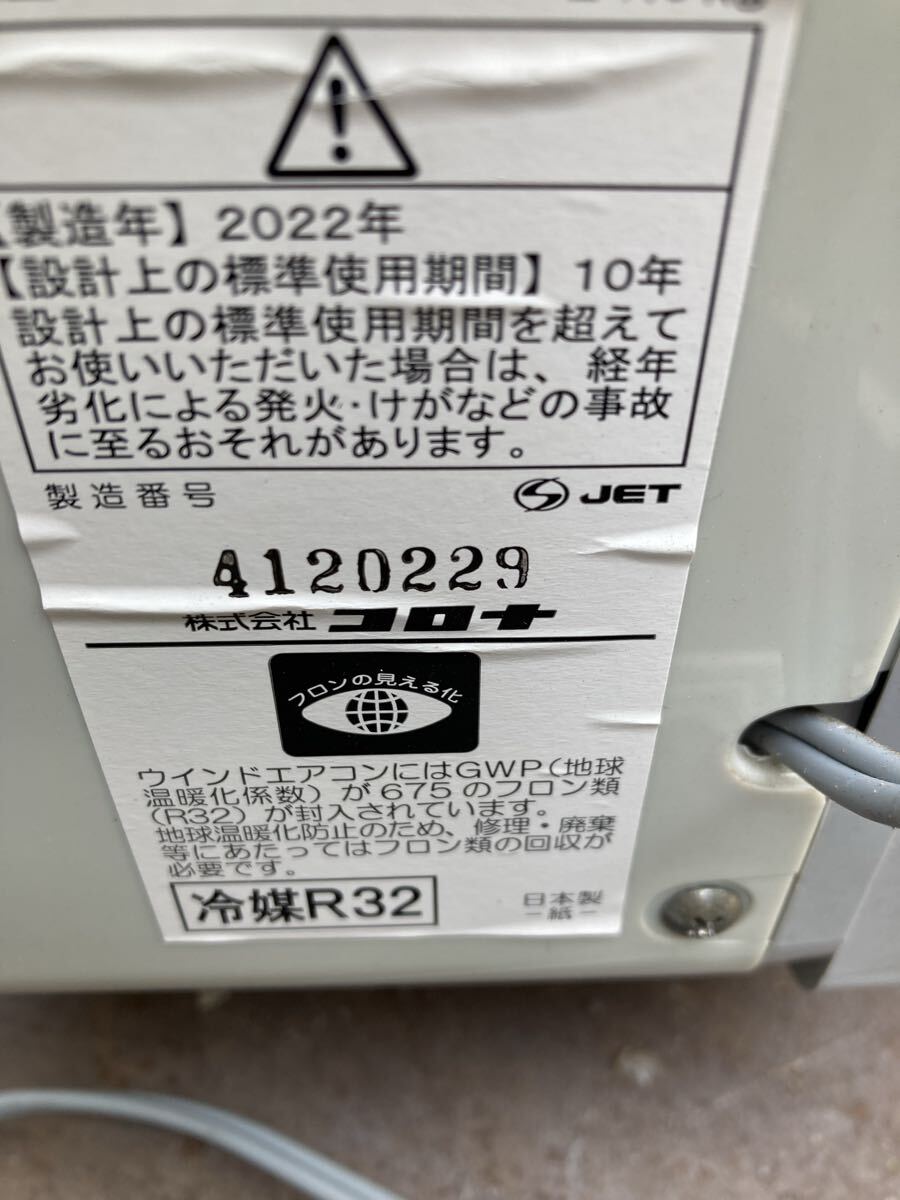 【製造年】2022年
【設計上の標準使用期間】10年
設計上の標準使用期間を超えて
お使いいただいた場合は、経年
劣化による発火・けがなどの事故
に至るおそれがあります。
製造番号 JET
4120229
株式会社 コロナ
フロンの見える化
ウインドエアコンにはGWP(地球
温暖化係数)が675のフロン類
(R32)が封入されています。
地球温暖化防止のため、修理・廃棄
等にあたってはフロン類の回収が
必要です。
冷媒R32
日本製
-紙-